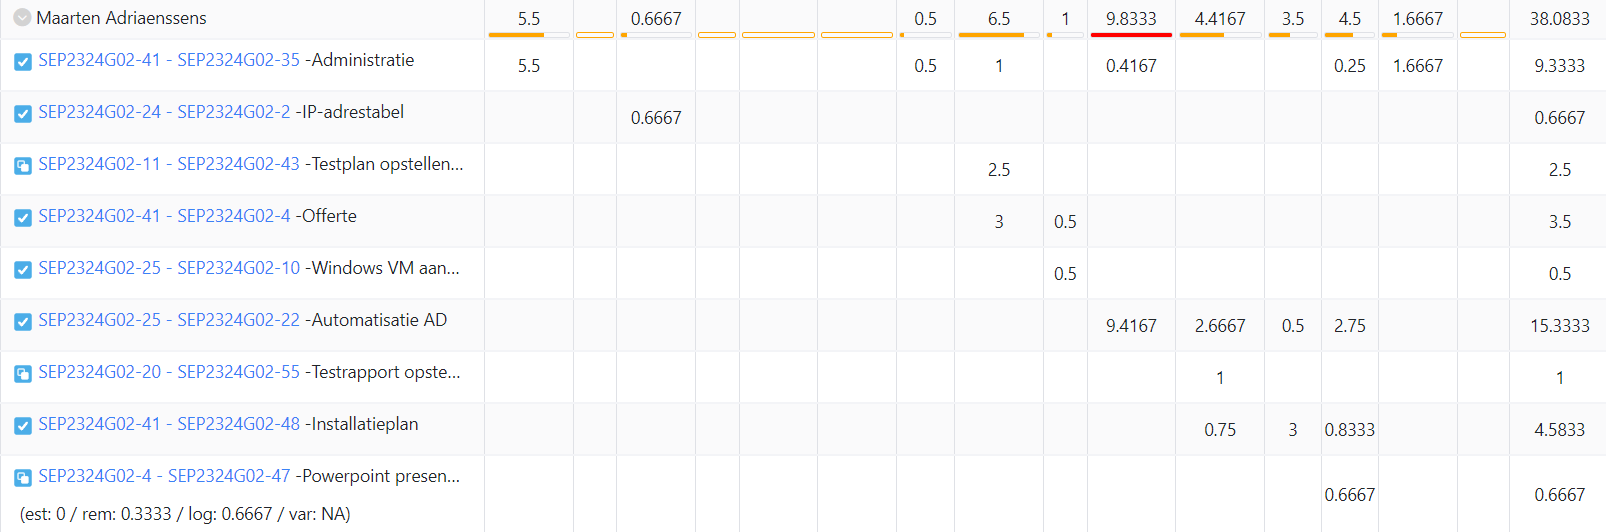 Maarten Adriaenssens 5.5 0.6667 0.5 6.5 1 9.8333 4.4167 3.5 4.5 1.6667 38.0833
SEP2324G02-41 - SEP2324G02-35 -Administratie 5.5 0.5 1 0.4167 0.25 1.6667 9.3333
SEP2324G02-24 - SEP2324G02-2 -IP-adrestabel 0.6667 0.6667
SEP2324G02-11 - SEP2324G02-43 -Testplan opstellen... 2.5 2.5
SEP2324G02-41 - SEP2324G02-4 -Offerte 3 0.5 3.5
SEP2324G02-25 - SEP2324G02-10 -Windows VM aan... 0.5 0.5
SEP2324G02-25 - SEP2324G02-22 -Automatisatie AD 9.4167 2.6667 0.5 2.75 15.3333
SEP2324G02-20 - SEP2324G02-55 -Testrapport opste... 1 1
SEP2324G02-41 - SEP2324G02-48 -Installatieplan 0.75 3 0.8333 4.5833
SEP2324G02-4 - SEP2324G02-47 -Powerpoint presen... 0.6667 0.6667
(est: 0 / rem: 0.3333 / log: 0.6667 / var: NA)